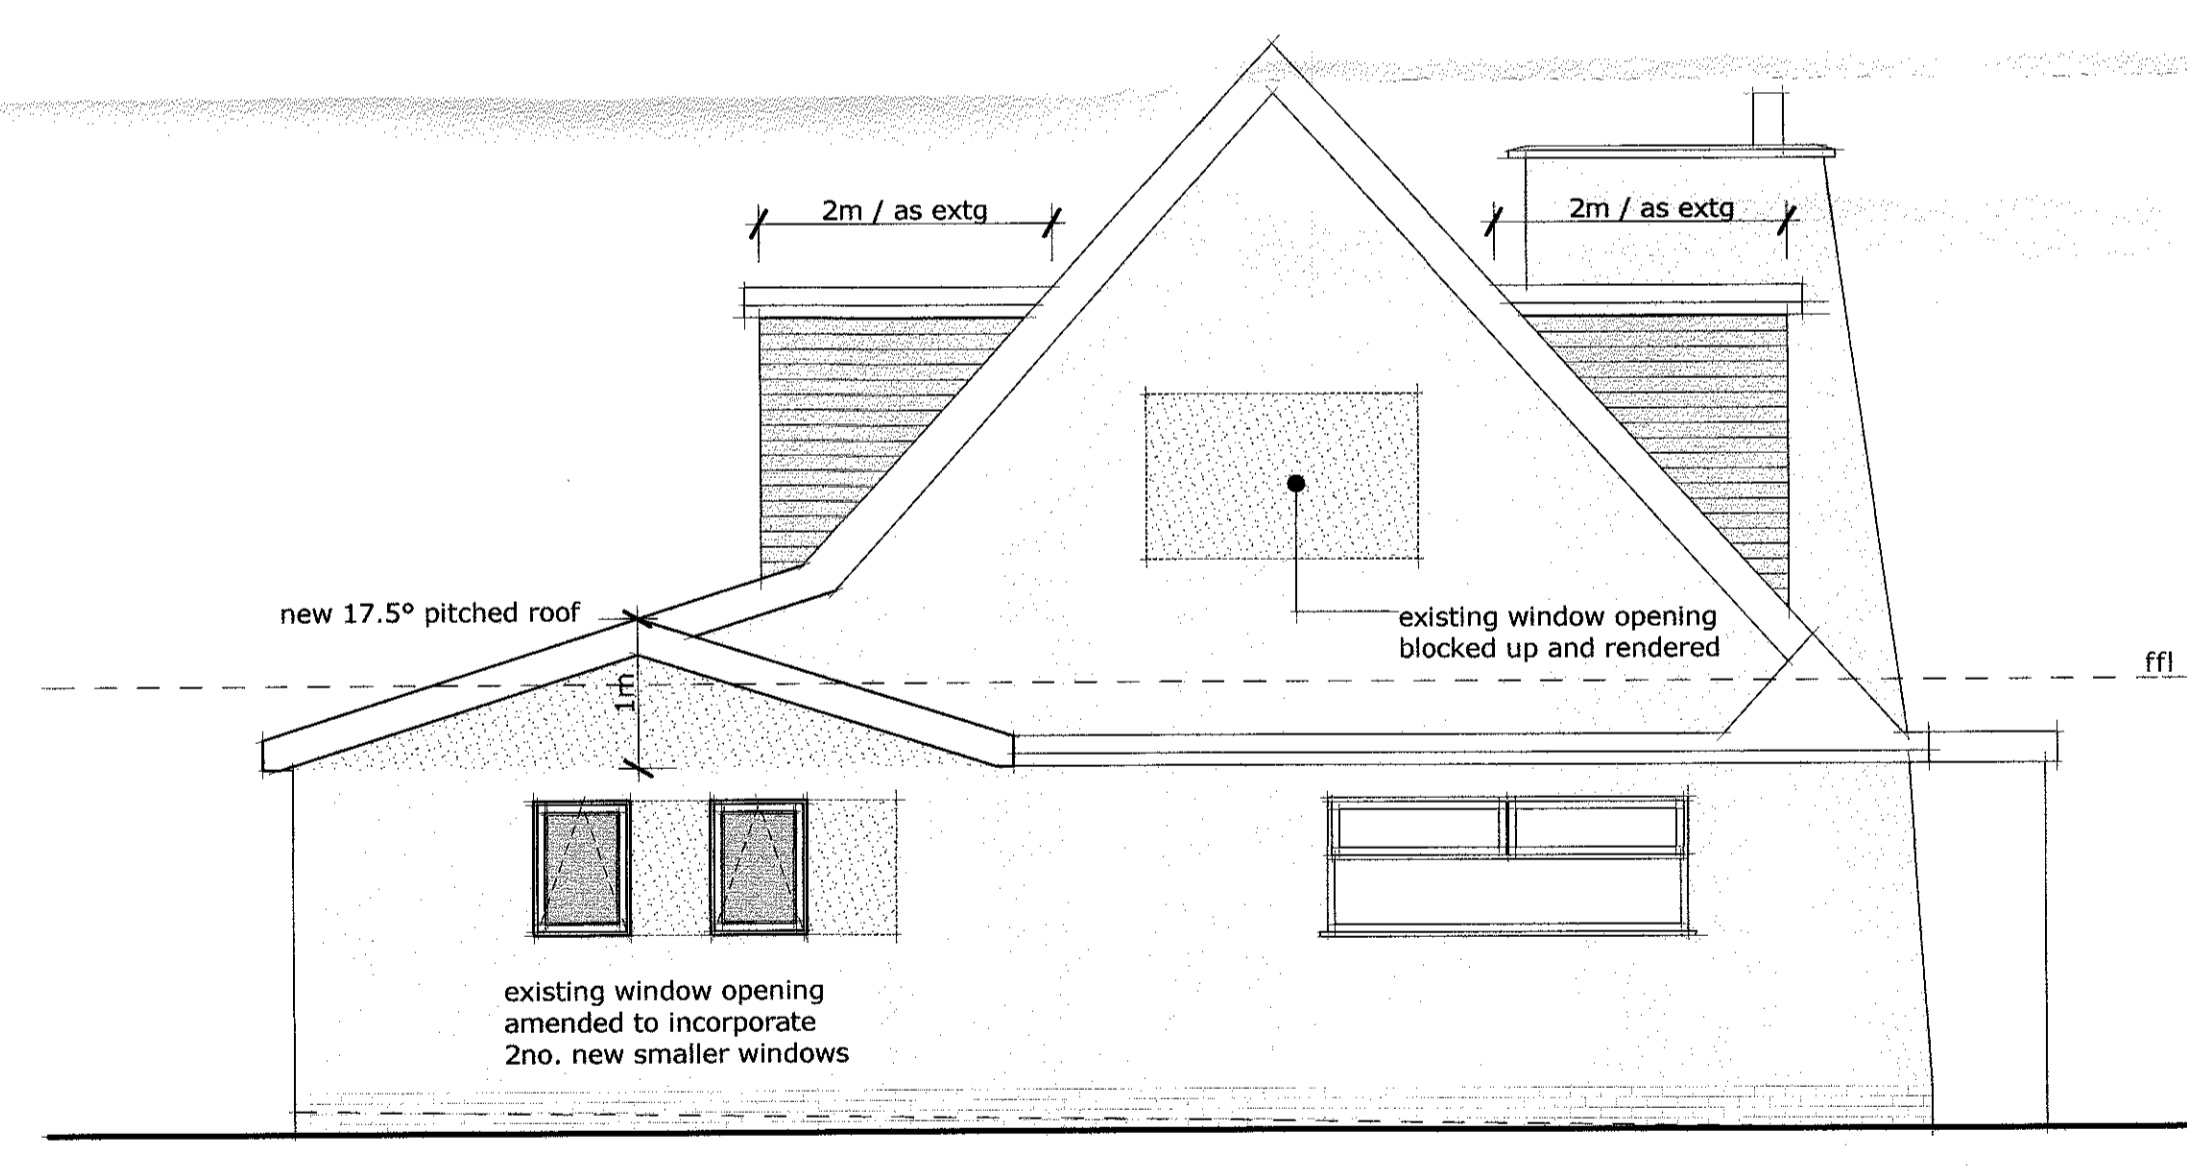 2m / as extg
2m / as extg
new 17.5° pitched roof
existing window opening
blocked up and rendered
ffl
1m
existing window opening
amended to incorporate
2no. new smaller windows